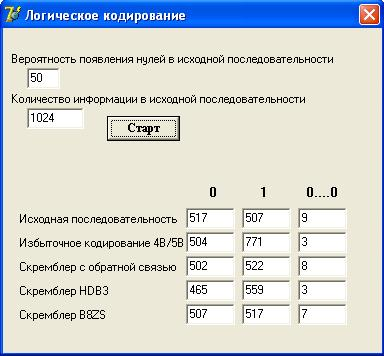 Логическое кодирование
Вероятность появления нулей в исходной последовательности
50
Количество информации в исходной последовательности
1024
Старт
0 1 0....0
Исходная последовательность 517 507 9
Избыточное кодирование 4B/5B 504 771 3
Скремблер с обратной связью 502 522 8
Скремблер HDB3 465 559 3
Скремблер B8ZS 507 517 7